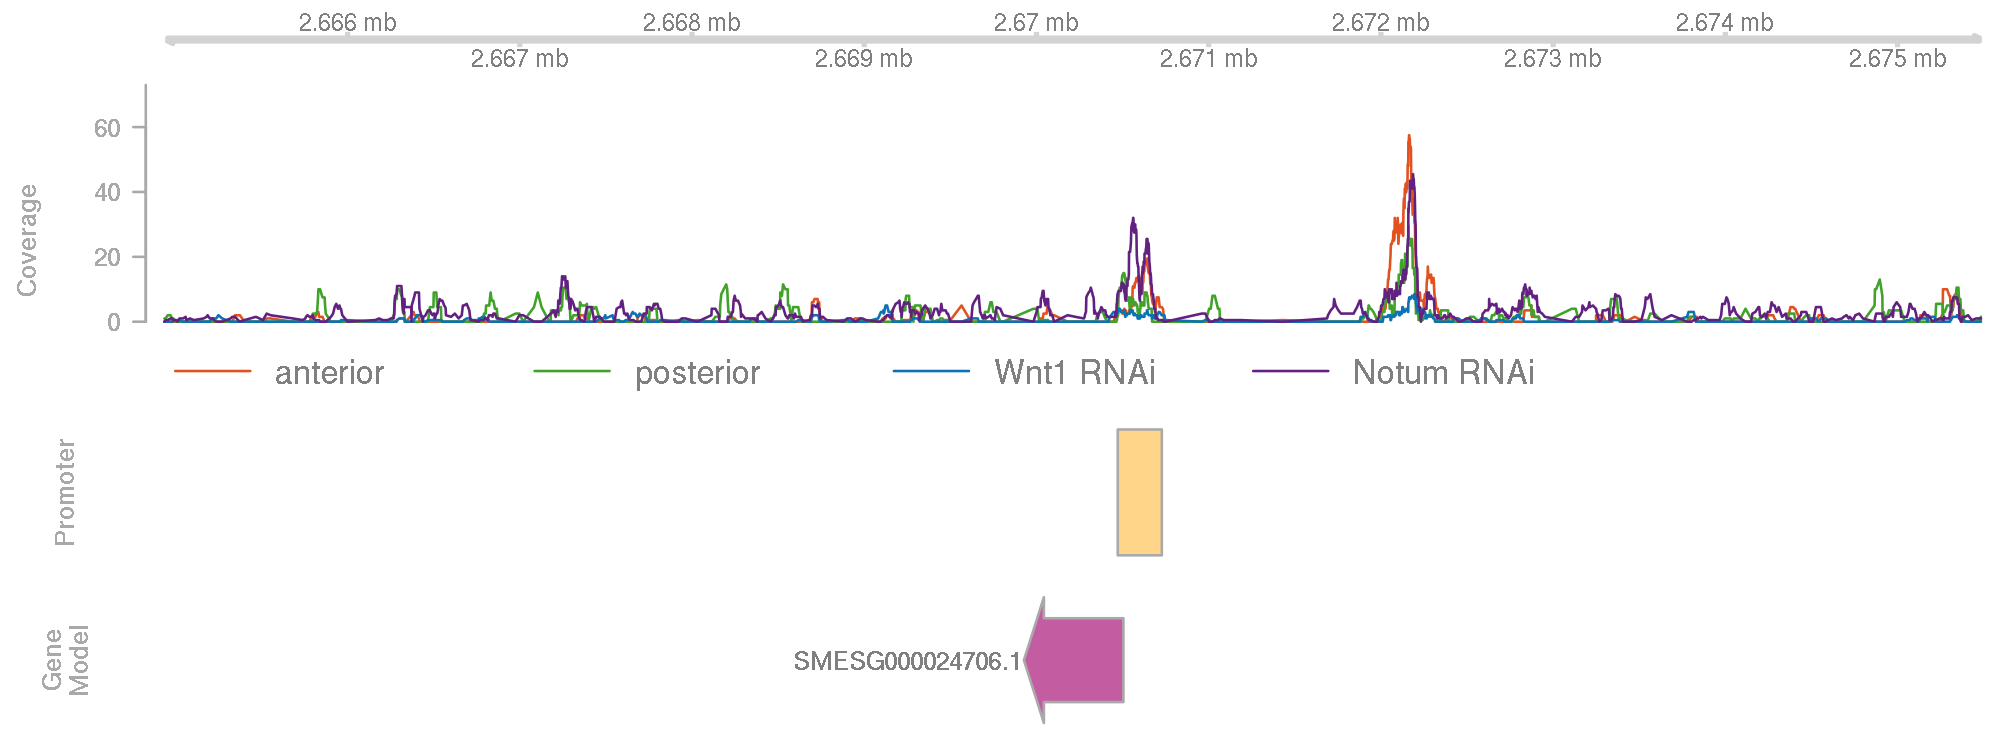 2.666 mb 2.668 mb 2.67 mb 2.672 mb 2.674 mb
2.667 mb 2.669 mb 2.671 mb 2.673 mb 2.675 mb
Coverage
60
40
20
0
anterior posterior Wnt1 RNAi Notum RNAi
Promoter
Gene
Model
SMESG000024706.1